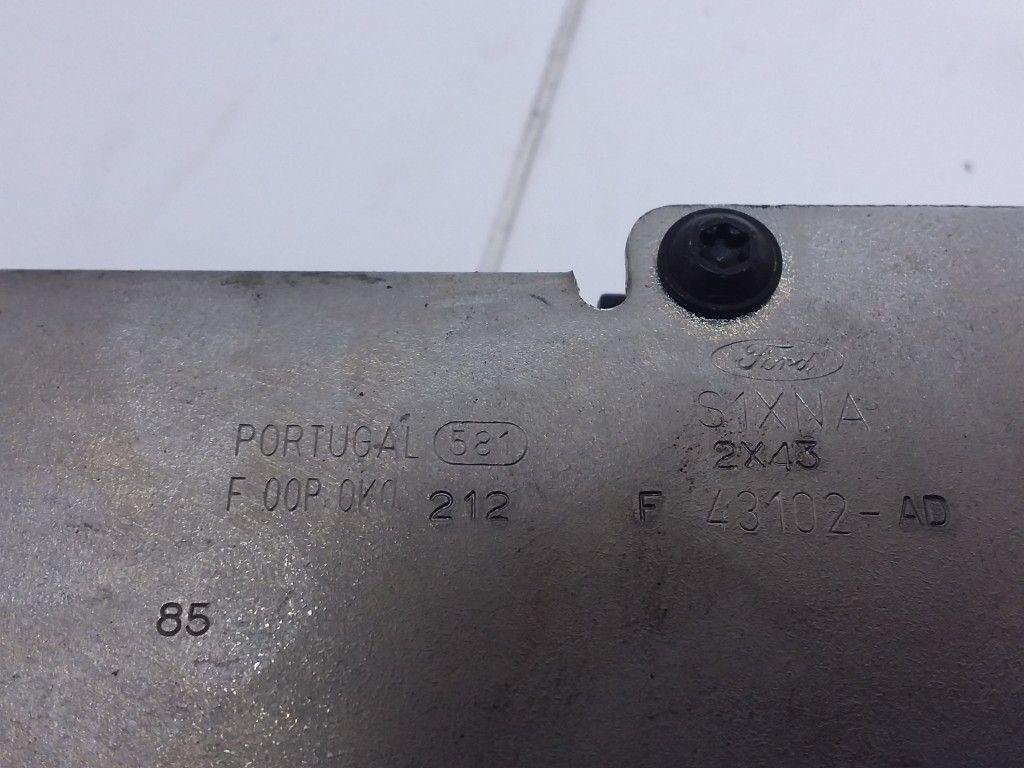 Ford
S1XNA
2X43
PORTUGAL 581
F 00P 0K0 212
F 43102-AD
85